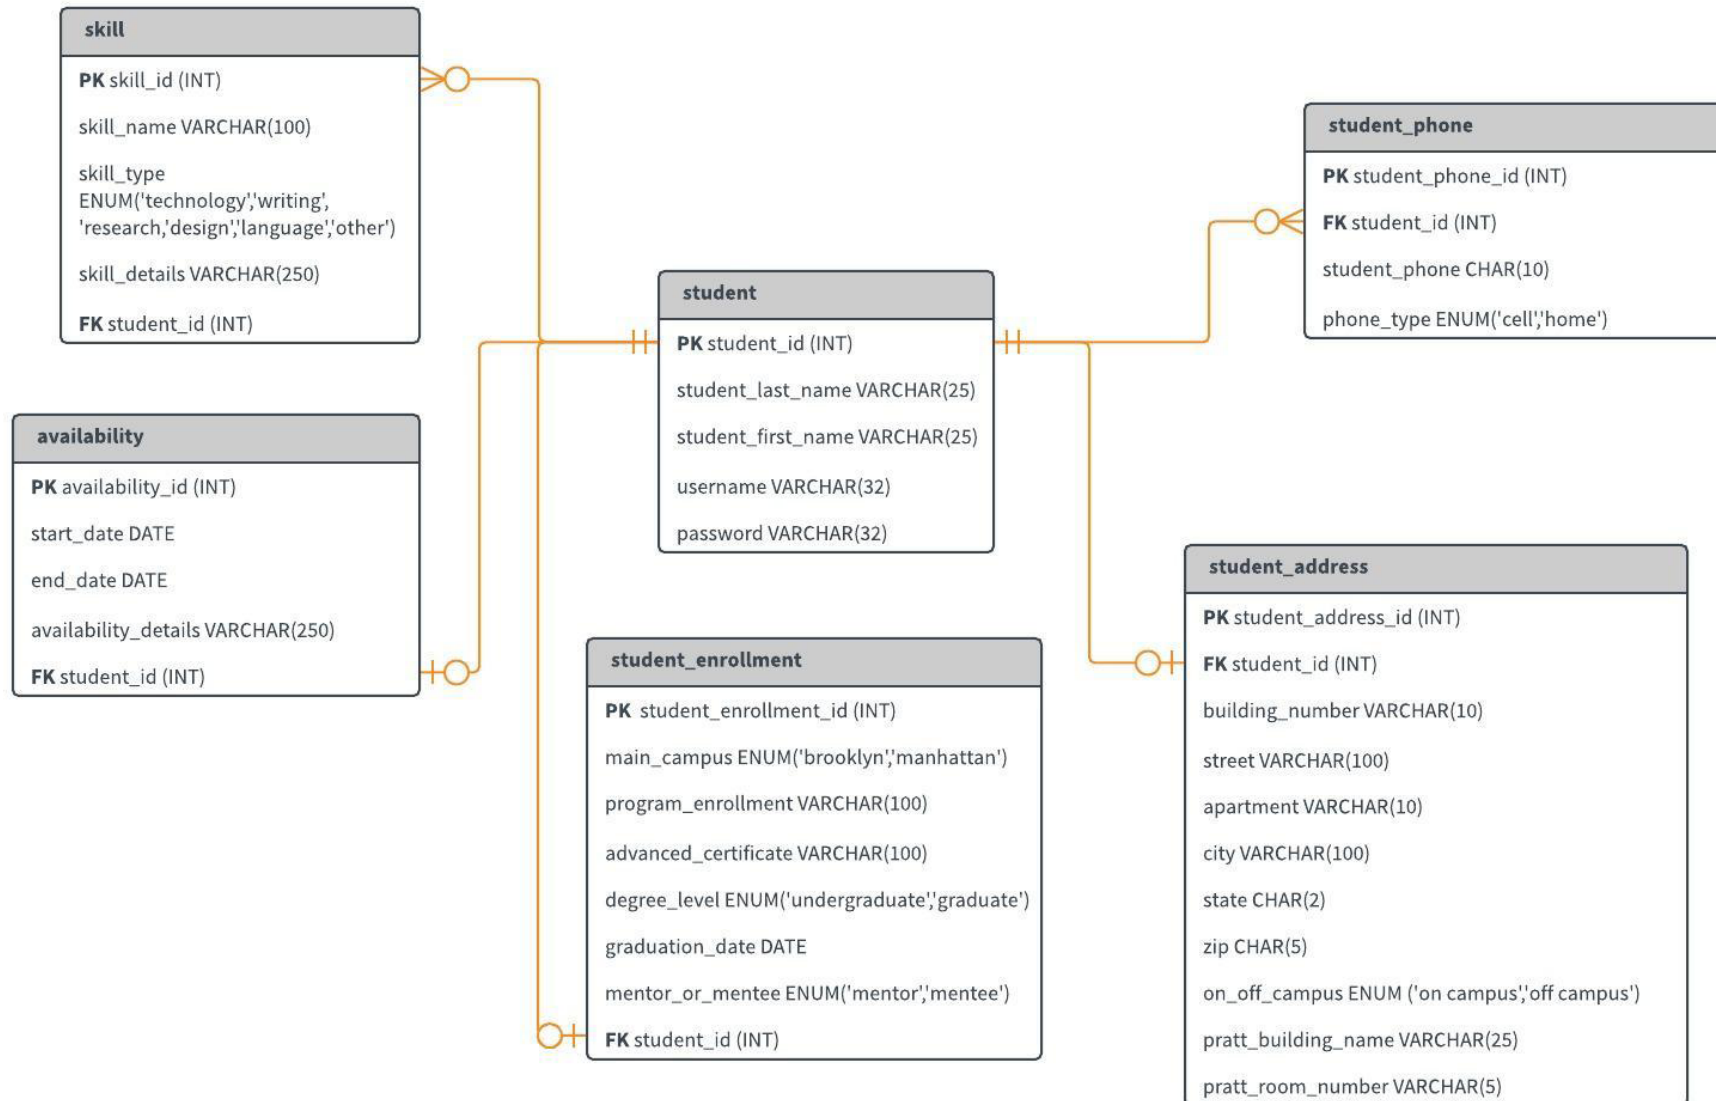 skill
PK skill_id (INT)
skill_name VARCHAR(100)
skill_type
ENUM('technology','writing',
'research,'design','language','other')
skill_details VARCHAR(250)
FK student_id (INT)
availability
PK availability_id (INT)
start_date DATE
end_date DATE
availability_details VARCHAR(250)
FK student_id (INT)
student
PK student_id (INT)
student_last_name VARCHAR(25)
student_first_name VARCHAR(25)
username VARCHAR(32)
password VARCHAR(32)
student_enrollment
PK student_enrollment_id (INT)
main_campus ENUM('brooklyn','manhattan')
program_enrollment VARCHAR(100)
advanced_certificate VARCHAR(100)
degree_level ENUM('undergraduate','graduate')
graduation_date DATE
mentor_or_mentee ENUM('mentor','mentee')
FK student_id (INT)
student_phone
PK student_phone_id (INT)
FK student_id (INT)
student_phone CHAR(10)
phone_type ENUM('cell','home')
student_address
PK student_address_id (INT)
FK student_id (INT)
building_number VARCHAR(10)
street VARCHAR(100)
apartment VARCHAR(10)
city VARCHAR(100)
state CHAR(2)
zip CHAR(5)
on_off_campus ENUM ('on campus','off campus')
pratt_building_name VARCHAR(25)
pratt_room_number VARCHAR(5)